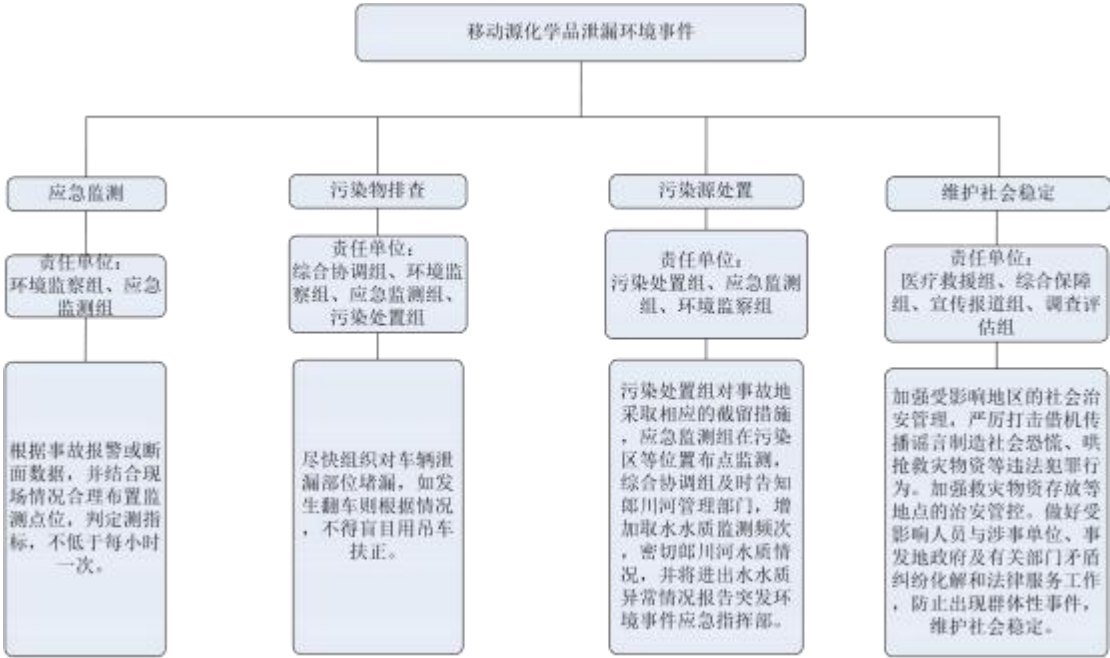 移动源化学品泄漏环境事件
应急监测
污染物排查
污染源处置
维护社会稳定
责任单位：
环境监察组、应急
监测组
责任单位：
综合协调组、环境监
察组、应急监测组、
污染处置组
责任单位：
污染处置组、应急监测
组、环境监察组
责任单位：
医疗救援组、综合保障
组、宣传报道组、调查评
估组
根据事故报警或断
面数据，并结合现
场情况合理布置监
测点位，判定测指
标，不低于每小时
一次。
尽快组织对车辆泄
漏部位堵漏，如发
生翻车则根据情况
，不得盲目用吊车
扶正。
污染处置组对事故地
采取相应的截留措施
，应急监测组在污染
区等位置布点监测，
综合协调组及时告知
郎川河管理部门，增
加取水水质监测频次
，密切郎川河水质情
况，并将进出水水质
异常情况报告突发环
境事件应急指挥部。
加强受影响地区的社会治
安管理，严厉打击借机传
播谣言制造社会恐慌、哄
抢救灾物资等违法犯罪行
为。加强救灾物资存放等
地点的治安管控。做好受
影响人员与涉事单位、事
发地政府及有关部门矛盾
纠纷化解和法律服务工作
，防止出现群体性事件，
维护社会稳定。